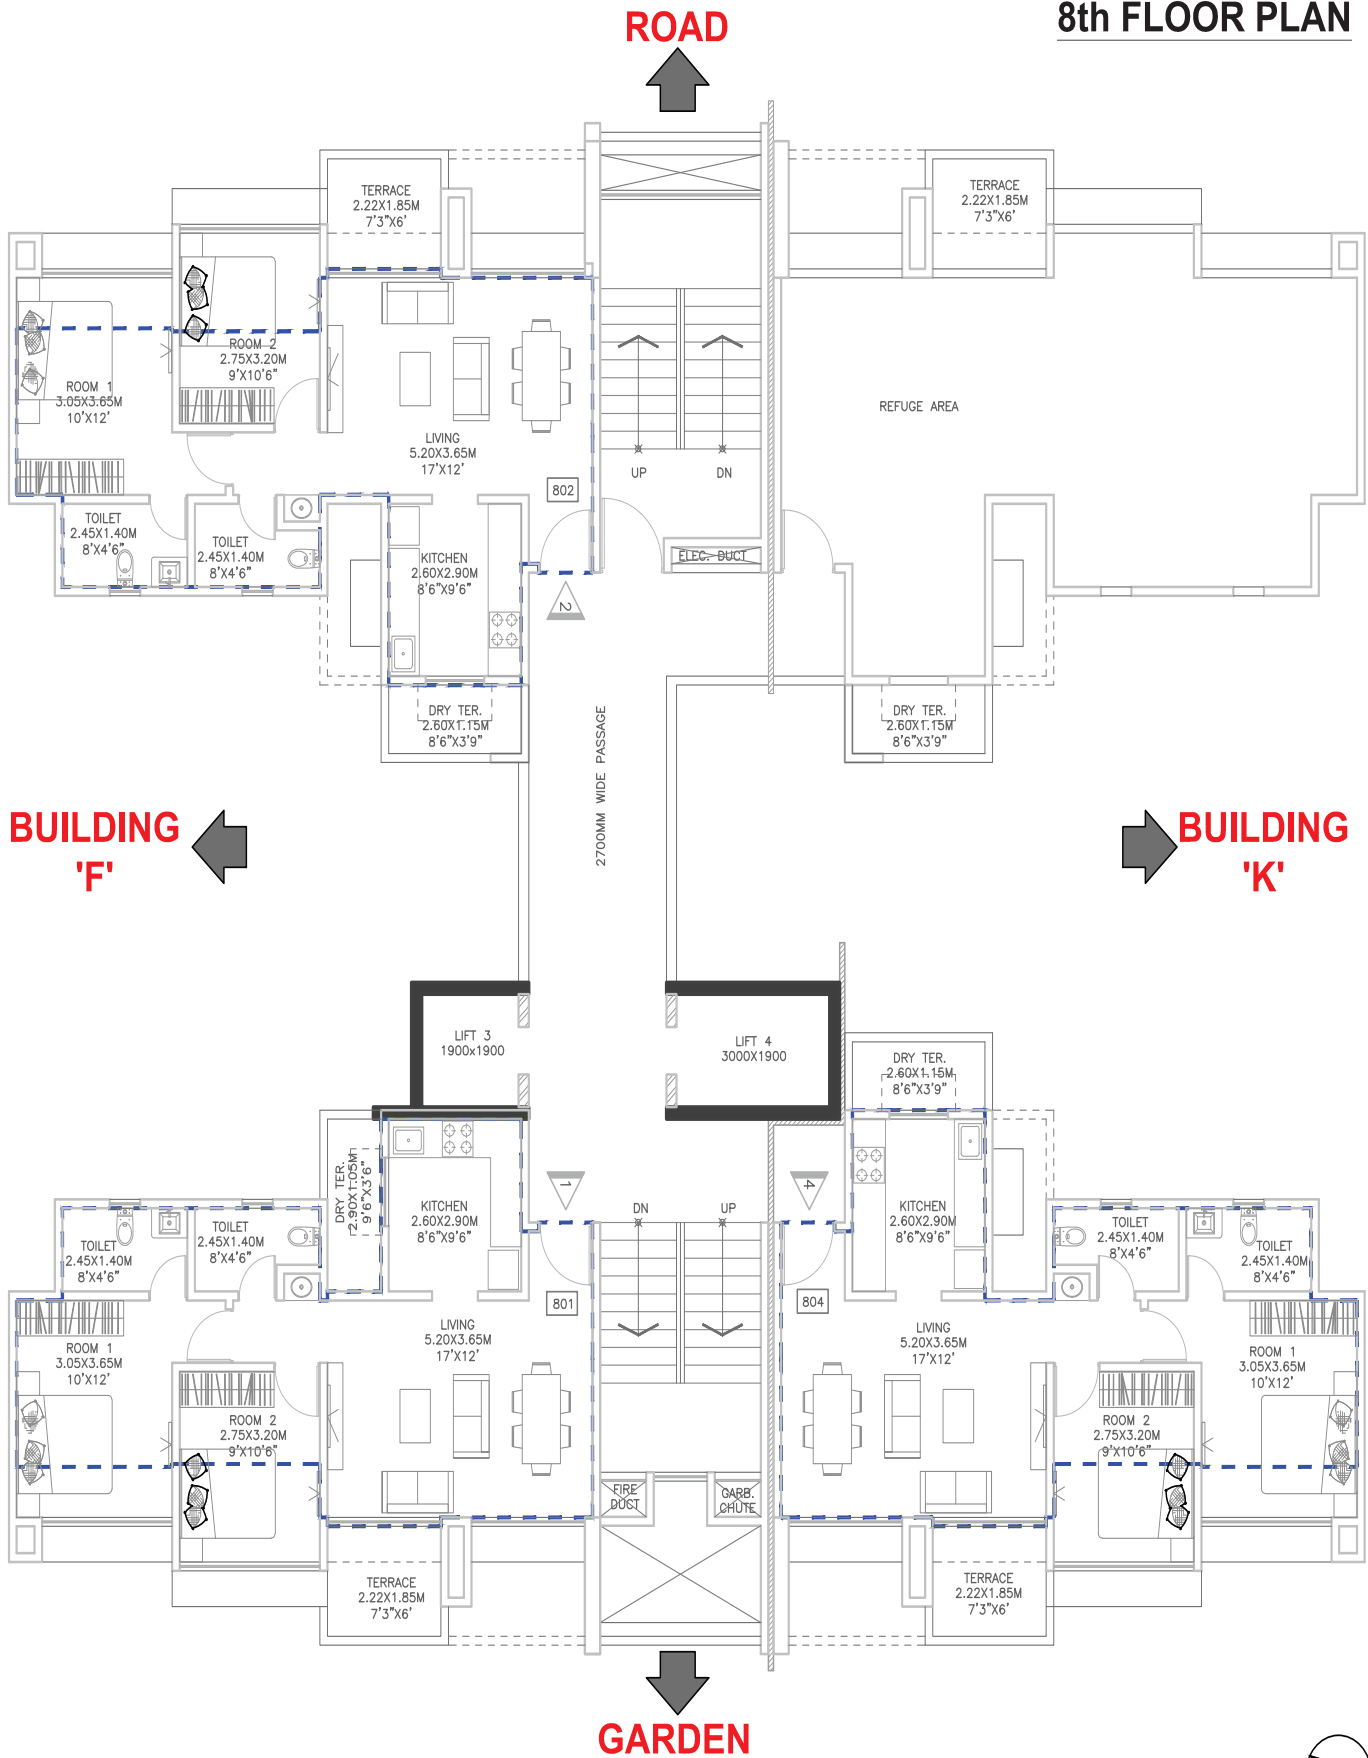 8th FLOOR PLAN
ROAD
TERRACE
2.22X1.85M
7'3"X6'
TERRACE
2.22X1.85M
7'3"X6'
ROOM 2
2.75X3.20M
9'X10'6"
ROOM 1
3.05X3.65M
10'X12'
LIVING
5.20X3.65M
17'X12'
REFUGE AREA
UP
DN
802
TOILET
2.45X1.40M
8'X4'6"
TOILET
2.45X1.40M
8'X4'6"
KITCHEN
2.60X2.90M
8'6"X9'6"
ELEC. DUCT
2
DRY TER.
2.60X1.15M
8'6"X3'9"
2700MM WIDE PASSAGE
DRY TER.
2.60X1.15M
8'6"X3'9"
BUILDING
'F'
BUILDING
'K'
LIFT 3
1900x1900
LIFT 4
3000X1900
DRY TER.
2.60X1.15M
8'6"X3'9"
DRY TER.
2.90X1.05M
9'6"X3'6"
KITCHEN
2.60X2.90M
8'6"X9'6"
1
DN
UP
4
KITCHEN
2.60X2.90M
8'6"X9'6"
TOILET
2.45X1.40M
8'X4'6"
TOILET
2.45X1.40M
8'X4'6"
TOILET
2.45X1.40M
8'X4'6"
TOILET
2.45X1.40M
8'X4'6"
801
804
ROOM 1
3.05X3.65M
10'X12'
LIVING
5.20X3.65M
17'X12'
LIVING
5.20X3.65M
17'X12'
ROOM 1
3.05X3.65M
10'X12'
ROOM 2
2.75X3.20M
9'X10'6"
ROOM 2
2.75X3.20M
9'X10'6"
FIRE
DUCT
GARB.
CHUTE
TERRACE
2.22X1.85M
7'3"X6'
TERRACE
2.22X1.85M
7'3"X6'
GARDEN